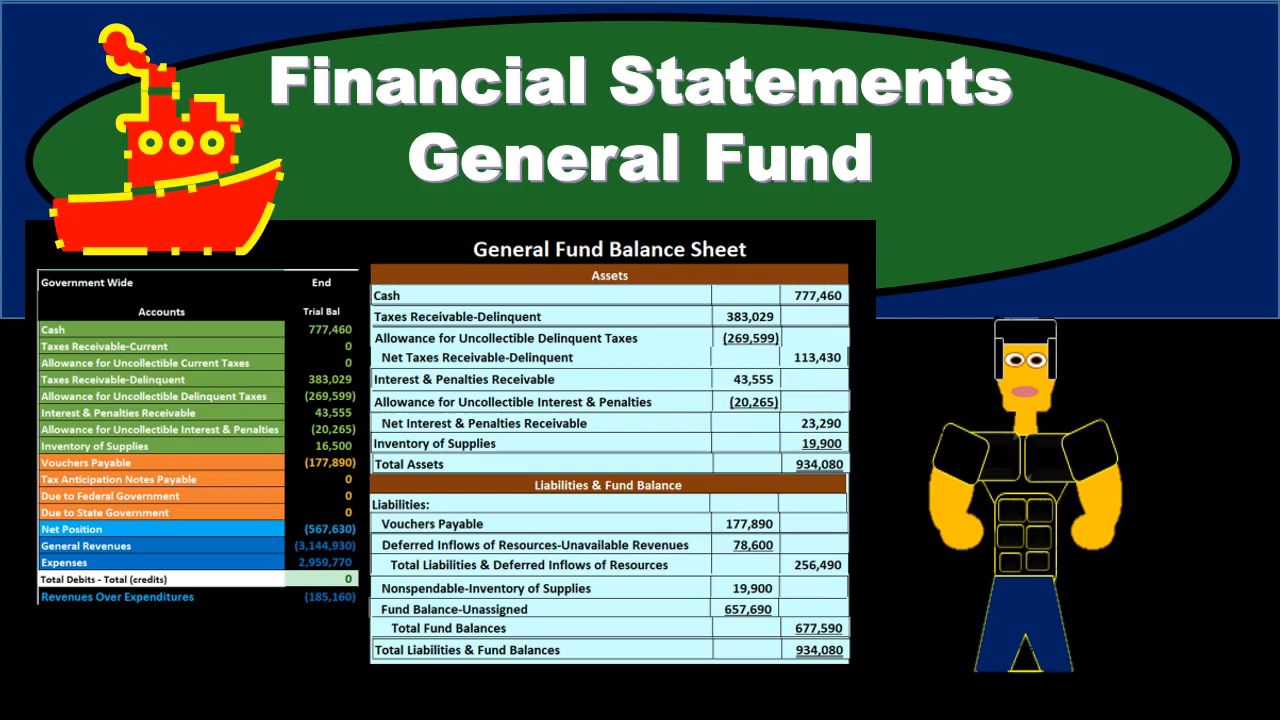 Financial Statements
General Fund
Government Wide End
Accounts Trial Bal
Cash 777,460
Taxes Receivable-Current 0
Allowance for Uncollectible Current Taxes 0
Taxes Receivable-Delinquent 383,029
Allowance for Uncollectible Delinquent Taxes (269,599)
Interest & Penalties Receivable 43,555
Allowance for Uncollectible Interest & Penalties (20,265)
Inventory of Supplies 16,500
Vouchers Payable (177,890)
Tax Anticipation Notes Payable 0
Due to Federal Government 0
Due to State Government 0
Net Position (567,630)
General Revenues (3,144,930)
Expenses 2,959,770
Total Debits - Total (credits) 0
Revenues Over Expenditures (185,160)
General Fund Balance Sheet
Assets
Cash 777,460
Taxes Receivable-Delinquent 383,029
Allowance for Uncollectible Delinquent Taxes (269,599)
Net Taxes Receivable-Delinquent 113,430
Interest & Penalties Receivable 43,555
Allowance for Uncollectible Interest & Penalties (20,265)
Net Interest & Penalties Receivable 23,290
Inventory of Supplies 19,900
Total Assets 934,080
Liabilities & Fund Balance
Liabilities:
Vouchers Payable 177,890
Deferred Inflows of Resources-Unavailable Revenues 78,600
Total Liabilities & Deferred Inflows of Resources 256,490
Nonspendable-Inventory of Supplies 19,900
Fund Balance-Unassigned 657,690
Total Fund Balances 677,590
Total Liabilities & Fund Balances 934,080